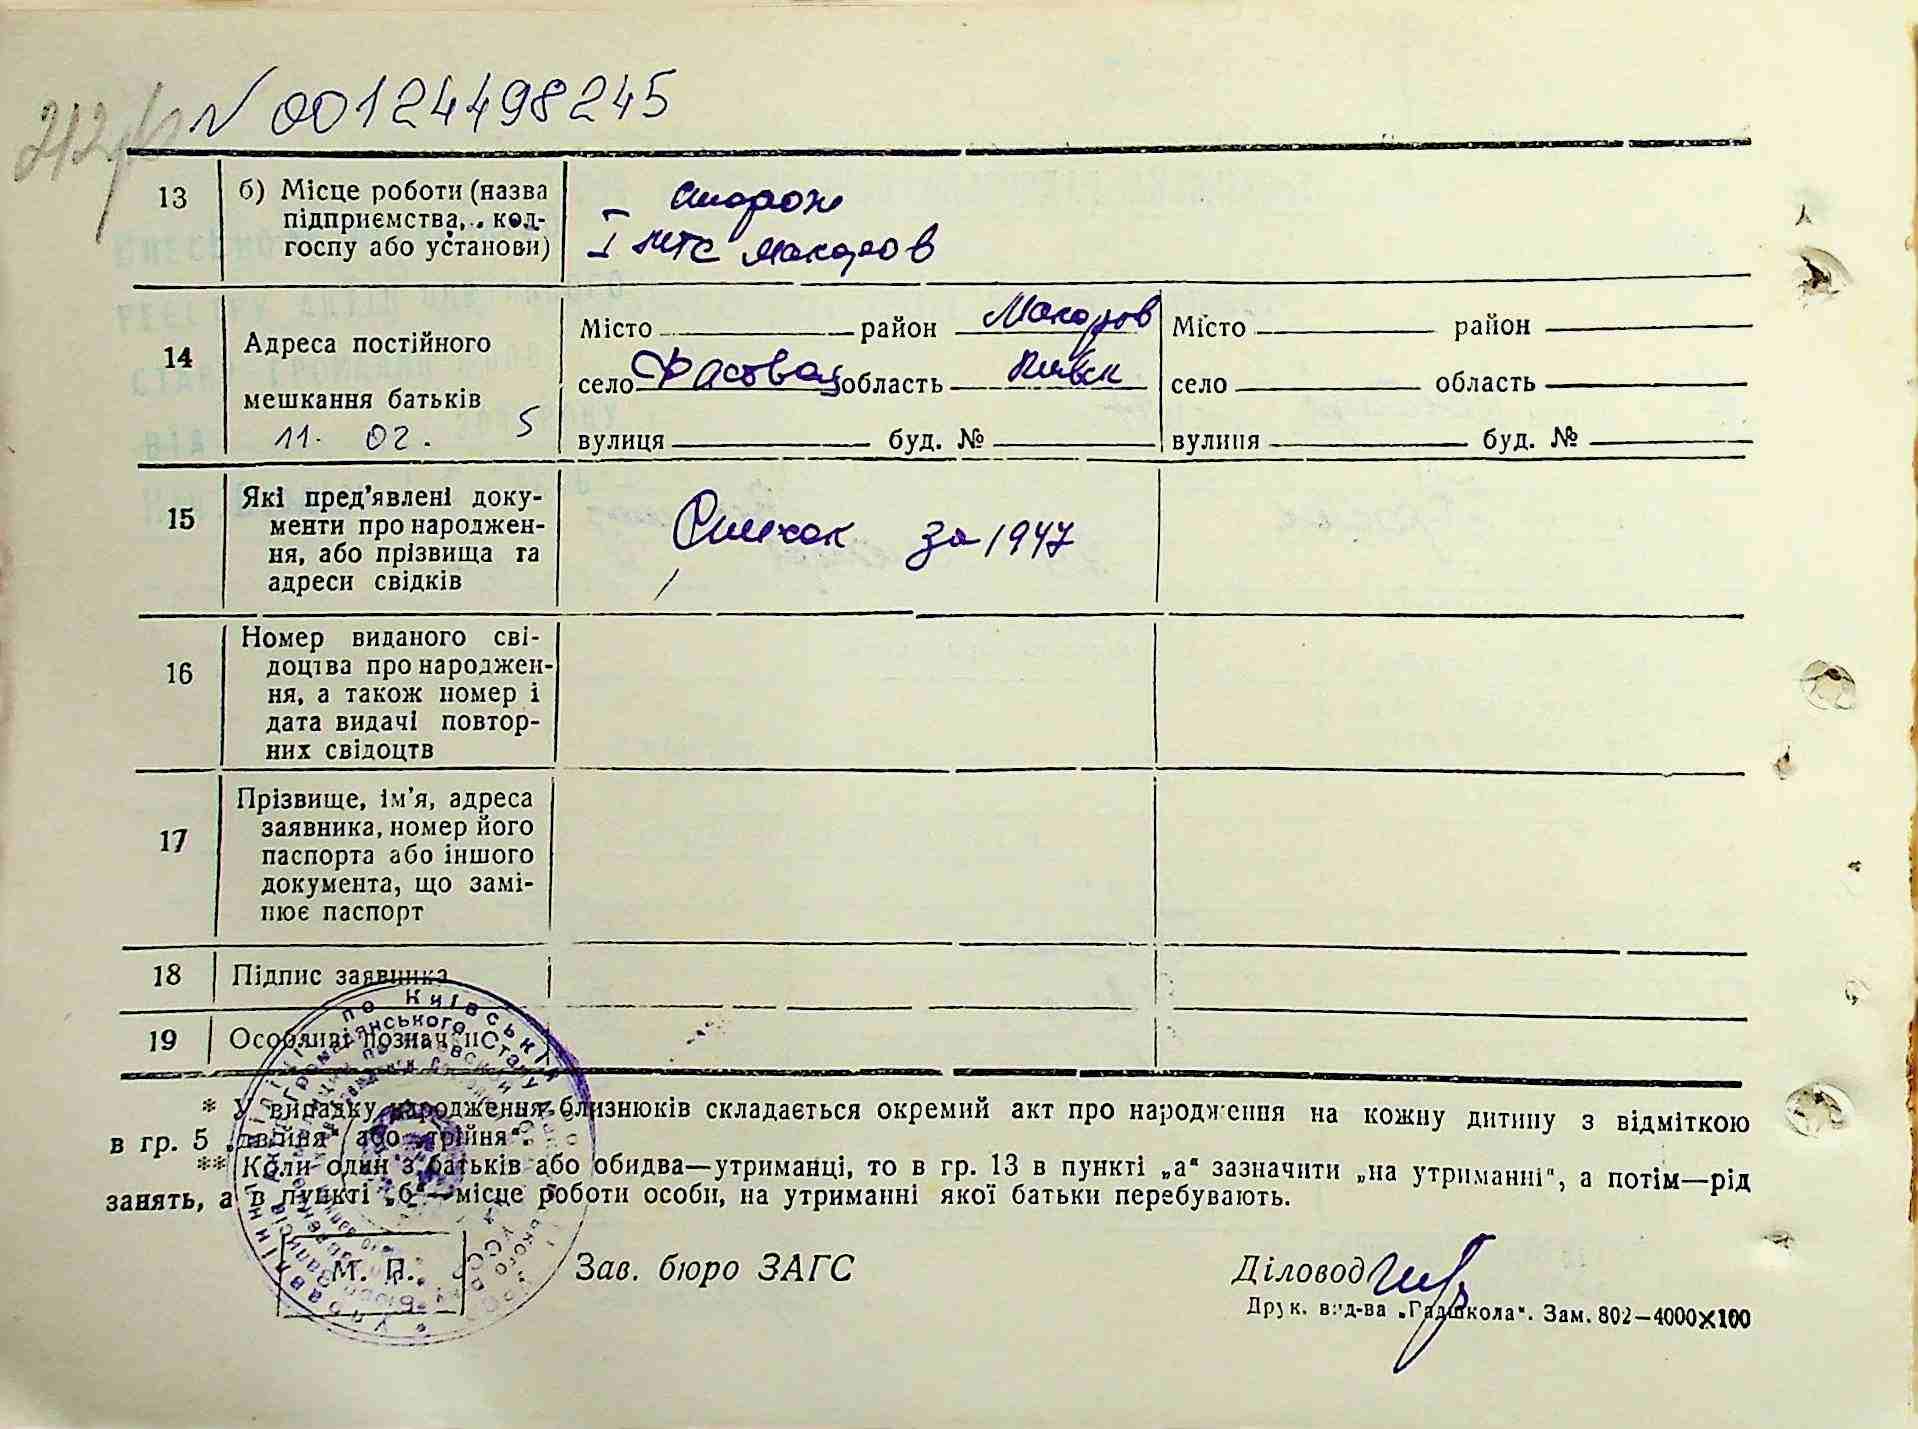 N 00124498245
13
б) Місце роботи (назва
підприємства, кол-
госпу або установи)
сторож
І МТС Макаров
14
Адреса постійного
мешкання батьків
11. 02. 5
Місто район Макаров
село Фасова область Київськ
вулиця буд. №
Місто район
село область
вулиця буд. №
15
Які пред'явлені доку-
менти про народжен-
ня, або прізвища та
адреси свідків
Список за 1947
16
Номер виданого сві-
доцтва про народжен-
ня, а також номер і
дата видачі повтор-
них свідоцтв
17
Прізвище, ім'я, адреса
заявника, номер його
паспорта або іншого
документа, що замі-
нює паспорт
18 Підпис заявника
19 Особливі познач
* У випадку народження близнюків складається окремий акт про народження на кожну дитину з відміткою
в гр. 5 „двійня“ або „трійня“.
** Коли один з батьків або обидва—утриманці, то в гр. 13 в пункті „а“ зазначити „на утриманні“, а потім—рід
занять, а в пункті „б“—місце роботи особи, на утриманні якої батьки перебувають.
М. П.
Зав. бюро ЗАГС
Діловод
Друк. вид-ва „Радшкола“. Зам. 802—4000×100